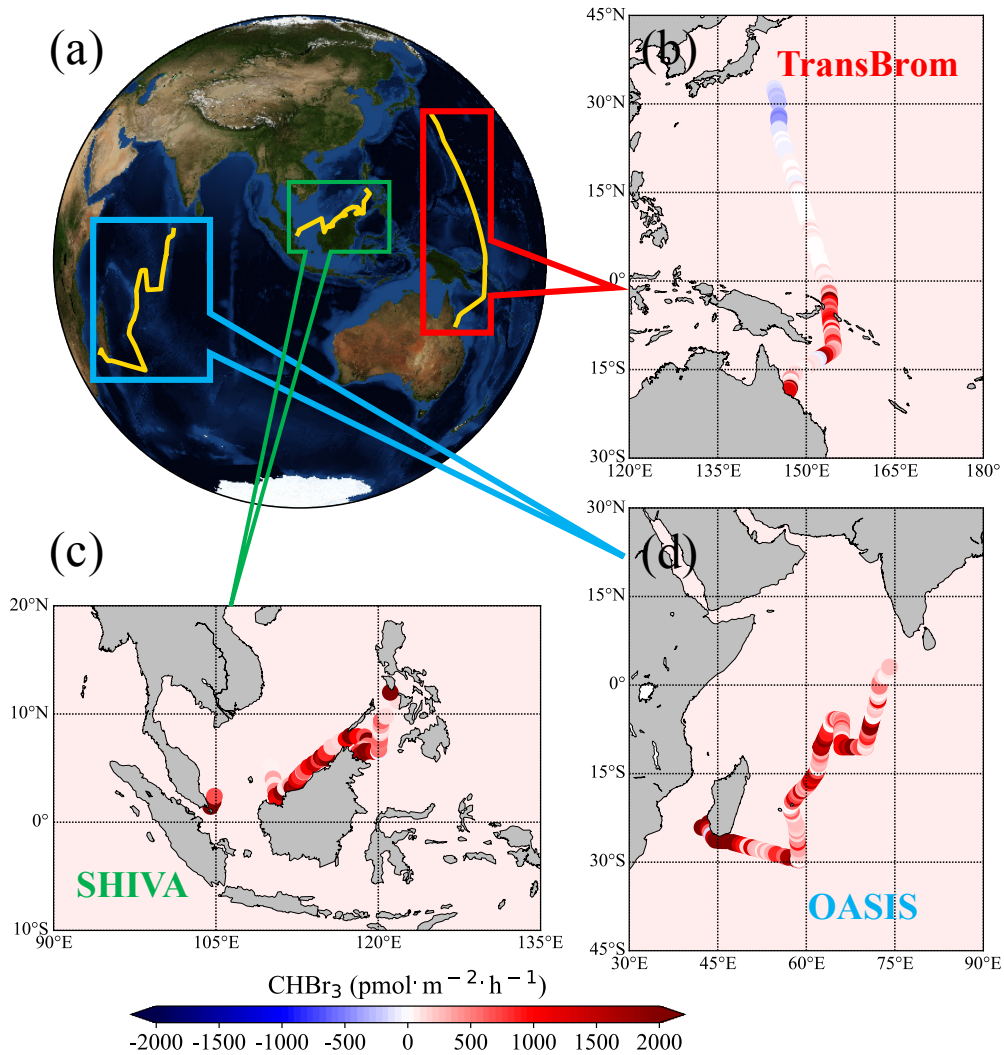 (a)
(b)
TransBrom
45°N
30°N
15°N
0°
15°S
30°S
120°E 135°E 150°E 165°E 180°
(c)
SHIVA
20°N
10°N
0°
10°S
90°E 105°E 120°E 135°E
(d)
OASIS
30°N
15°N
0°
15°S
30°S
45°S
30°E 45°E 60°E 75°E 90°E
CHBr₃ (pmol· m⁻²· h⁻¹)
-2000 -1500 -1000 -500 0 500 1000 1500 2000